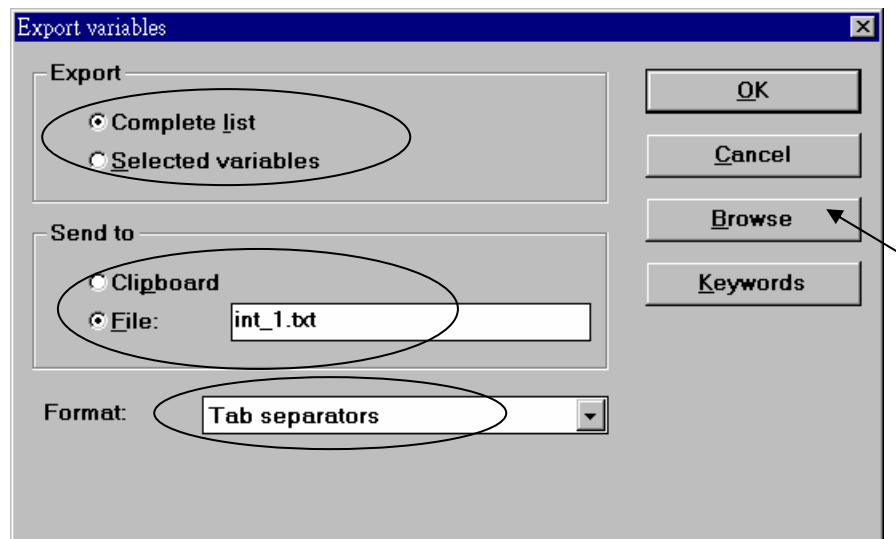 Export variables
Export
Complete list
Selected variables
Send to
Clipboard
File: int_1.txt
Format: Tab separators
OK
Cancel
Browse
Keywords